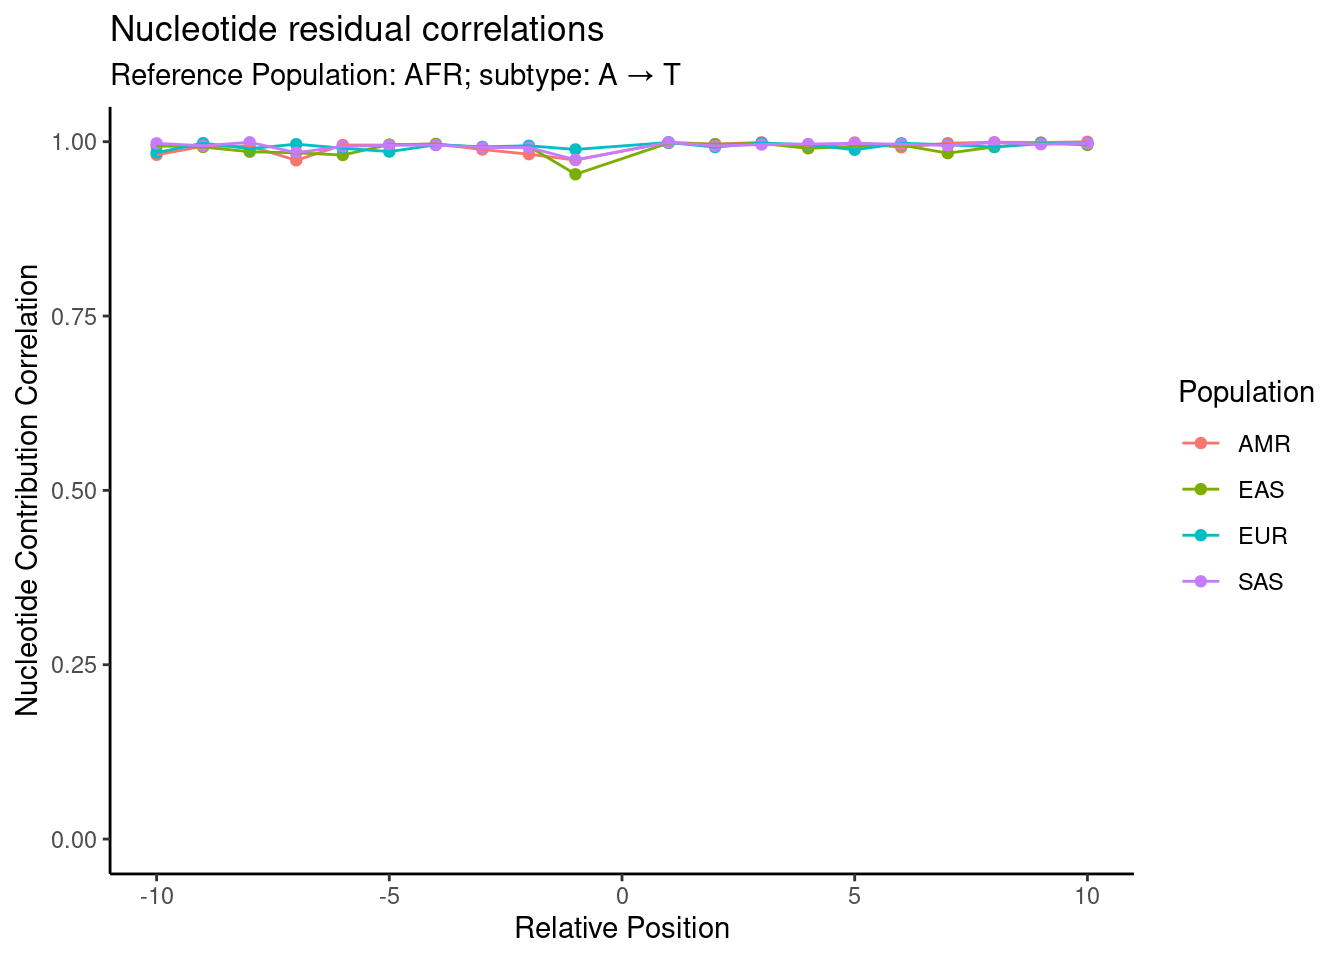 Nucleotide residual correlations
Reference Population: AFR; subtype: A → T
Nucleotide Contribution Correlation
1.00
0.75
0.50
0.25
0.00
-10
-5
0
5
10
Relative Position
Population
AMR
EAS
EUR
SAS